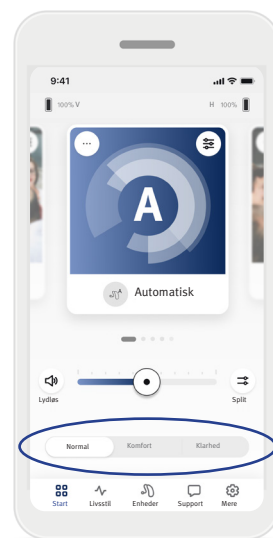 9:41
100% V H 100%
...
A
Automatisk
Lydløs Split
Normal Komfort Klarhed
Start Livsstil Enheder Support Mere